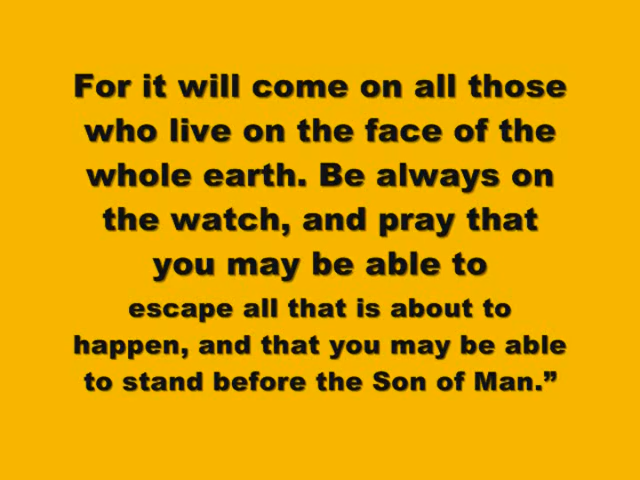 For it will come on all those
who live on the face of the
whole earth. Be always on
the watch, and pray that
you may be able to
escape all that is about to
happen, and that you may be able
to stand before the Son of Man.”